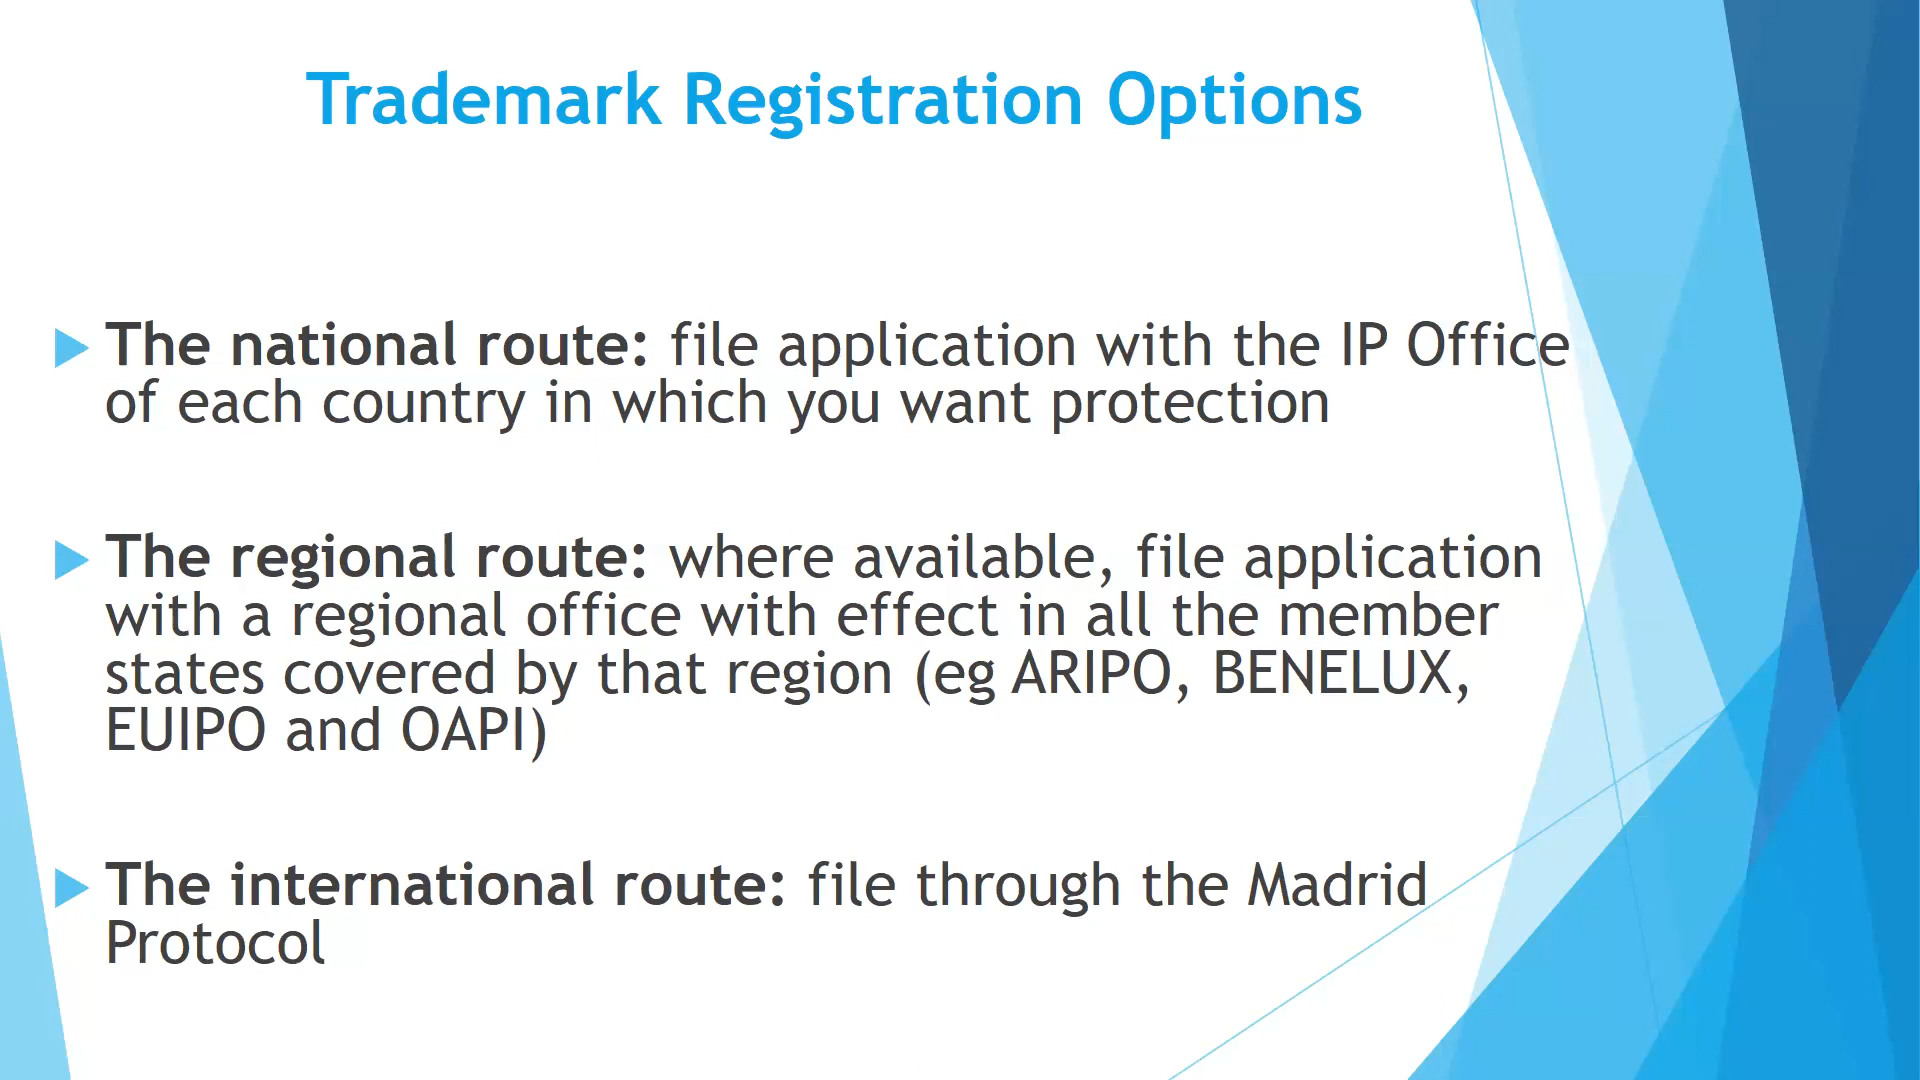 Trademark Registration Options
The national route: file application with the IP Office
of each country in which you want protection
The regional route: where available, file application
with a regional office with effect in all the member
states covered by that region (eg ARIPO, BENELUX,
EUIPO and OAPI)
The international route: file through the Madrid
Protocol